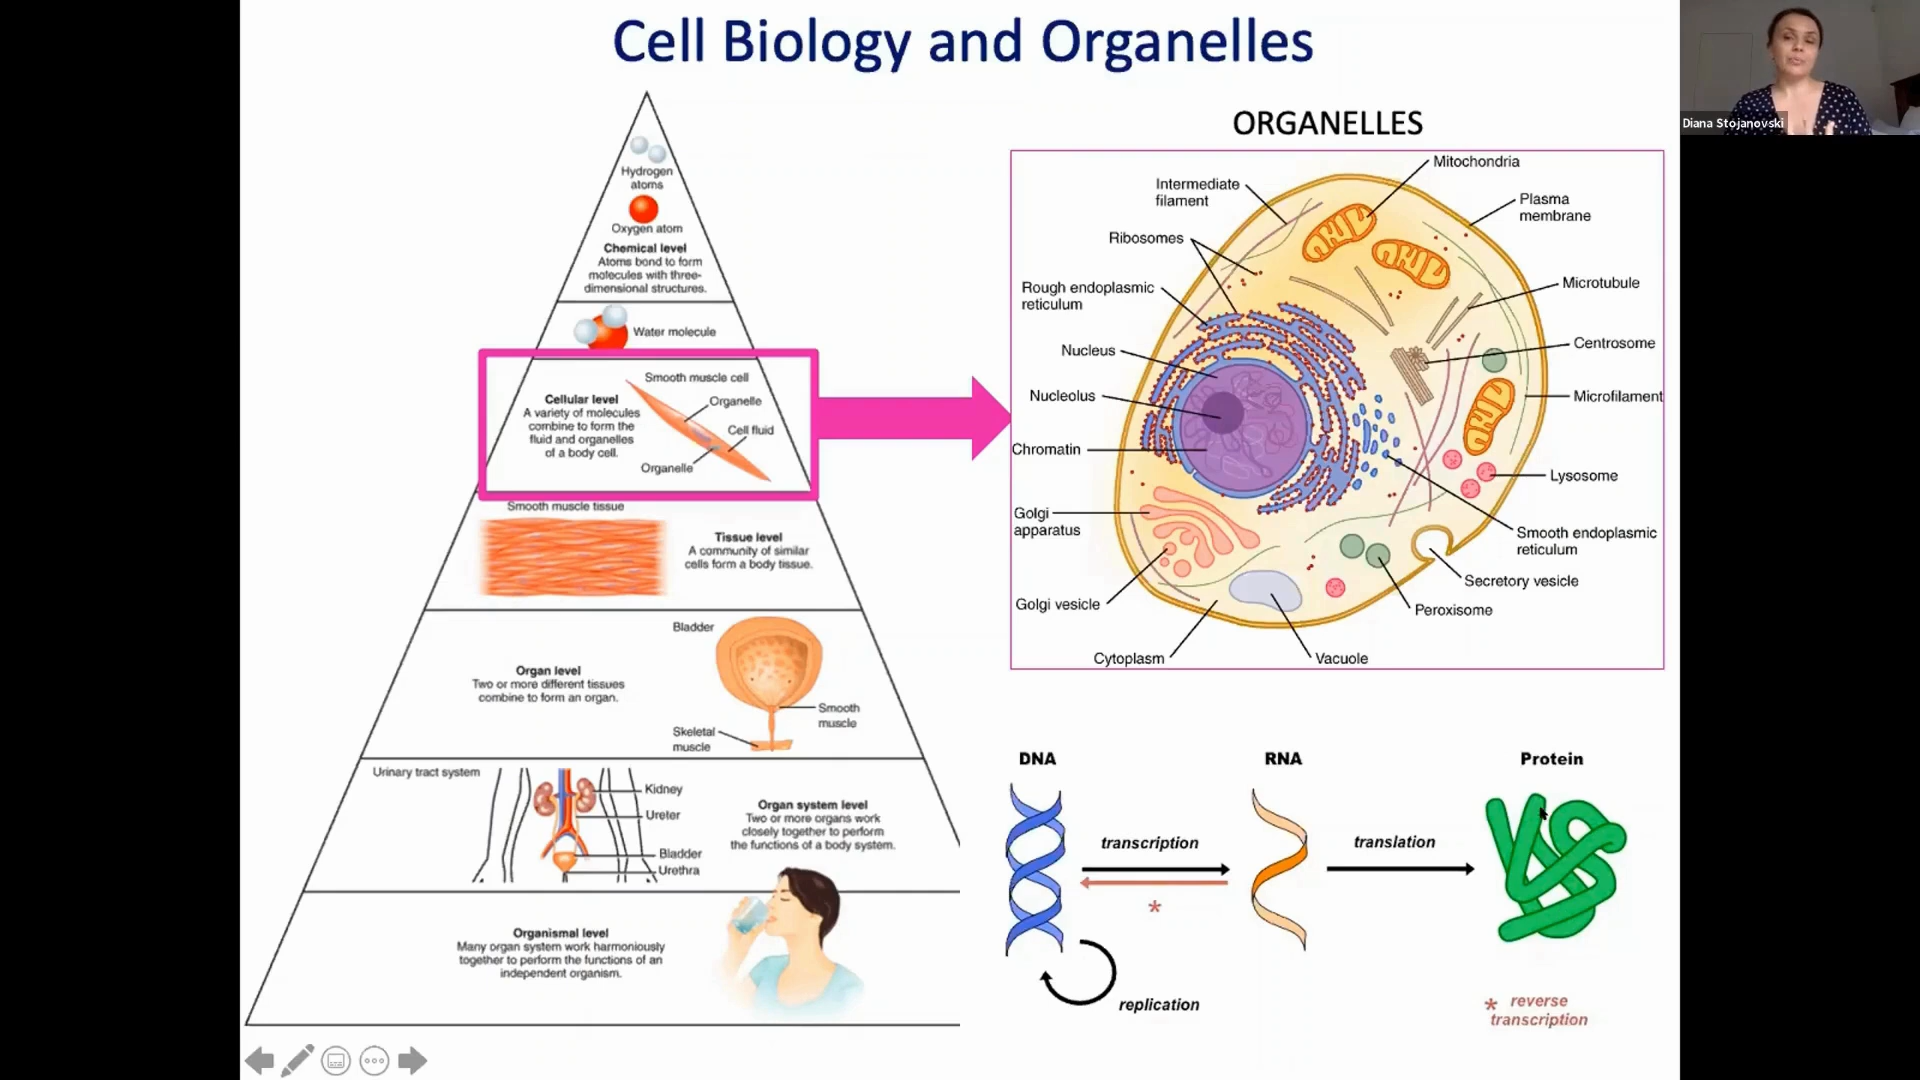 Cell Biology and Organelles
Hydrogen
atoms
Oxygen atom
Chemical level
Atoms bond to form
molecules with three-
dimensional structures.
Water molecule
Smooth muscle cell
Cellular level
A variety of molecules
combine to form the
fluid and organelles
of a body cell.
Organelle
Cell fluid
Organelle
Smooth muscle tissue
Tissue level
A community of similar
cells form a body tissue.
Bladder
Organ level
Two or more different tissues
combine to form an organ.
Smooth
muscle
Skeletal
muscle
Urinary tract system
Kidney
Ureter
Bladder
Urethra
Organ system level
Two or more organs work
closely together to perform
the functions of a body system.
Organismal level
Many organ system work harmoniously
together to perform the functions of an
independent organism.
ORGANELLES
Mitochondria
Intermediate
filament
Plasma
membrane
Ribosomes
Rough endoplasmic
reticulum
Microtubule
Nucleus
Centrosome
Nucleolus
Microfilament
Chromatin
Lysosome
Golgi
apparatus
Smooth endoplasmic
reticulum
Secretory vesicle
Golgi vesicle
Peroxisome
Cytoplasm
Vacuole
DNA
RNA
Protein
transcription
translation
*
replication
* reverse
transcription
Diana Stojanovski